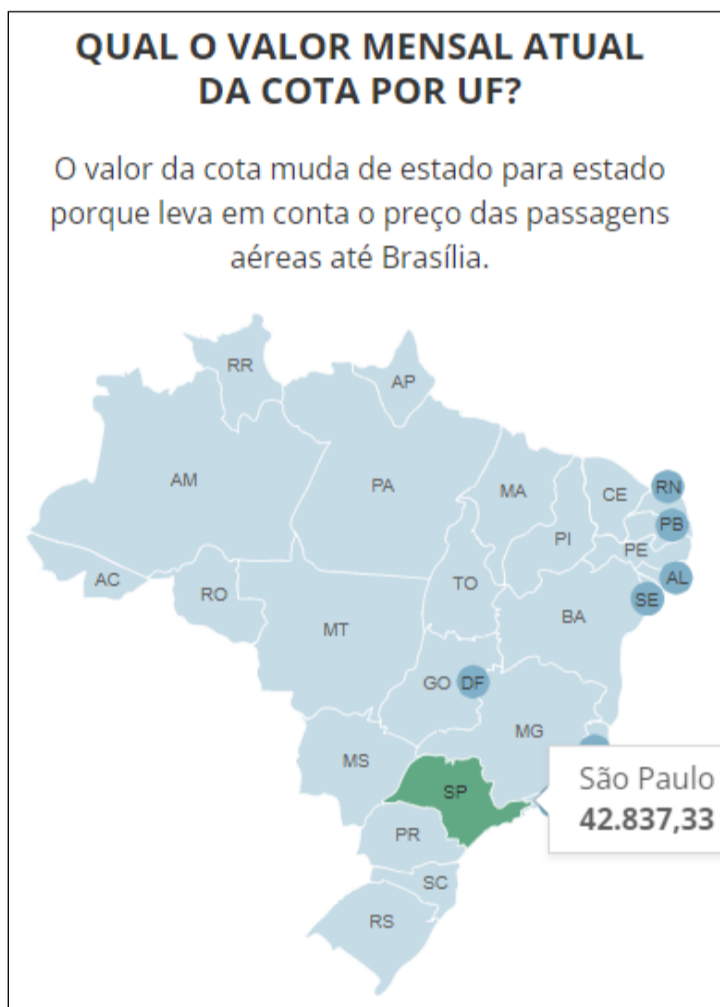 QUAL O VALOR MENSAL ATUAL
DA COTA POR UF?
O valor da cota muda de estado para estado
porque leva em conta o preço das passagens
aéreas até Brasília.
RR
AP
AM
PA
MA
CE
RN
PI
PB
PE
AC
RO
TO
AL
SE
MT
BA
GO
DF
MG
MS
SP
São Paulo
42.837,33
PR
SC
RS